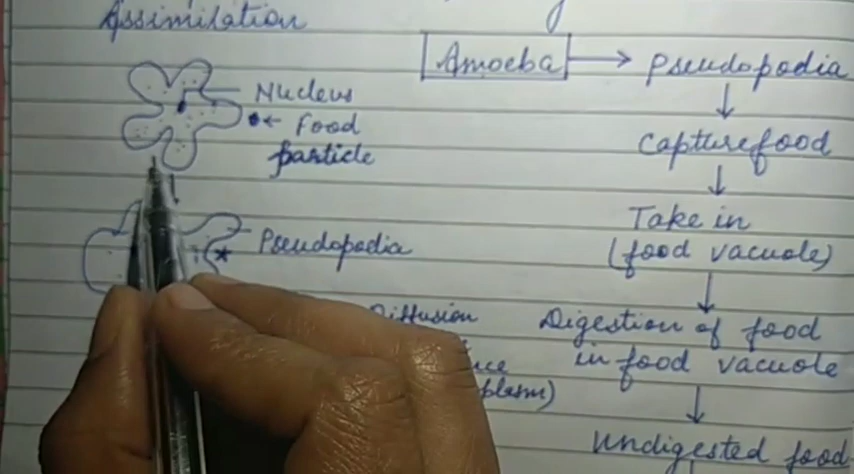 Assimilation
Amoeba
Pseudopodia
Nucleus
Food
particle
Capture food
Take in
(food vacuole)
Pseudopodia
Diffusion
Digestion of food
in food vacuole
plasm)
Undigested food